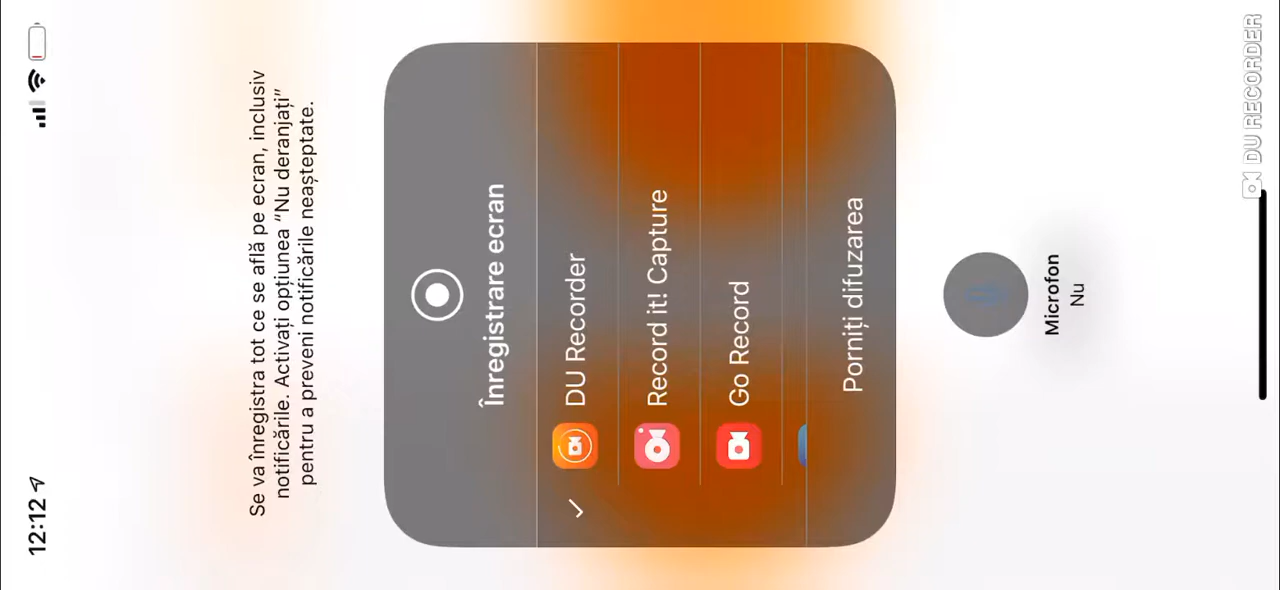 12:12
Se va înregistra tot ce se află pe ecran, inclusiv
notificările. Activați opțiunea “Nu deranjați”
pentru a preveni notificările neașteptate.
Înregistrare ecran
DU Recorder
Record it! Capture
Go Record
Porniți difuzarea
Microfon
Nu
DU RECORDER